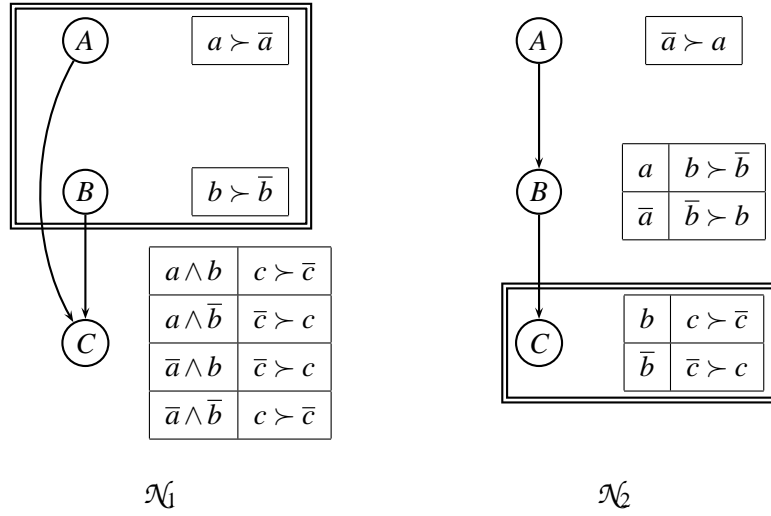 A a ≻ a̅
B b ≻ b̅
a ∧ b c ≻ c̅
a ∧ b̅ c̅ ≻ c
a̅ ∧ b c̅ ≻ c
a̅ ∧ b̅ c ≻ c̅
C
𝒩1
A a̅ ≻ a
a b ≻ b̅
B
a̅ b̅ ≻ b
b c ≻ c̅
C
b̅ c̅ ≻ c
𝒩2